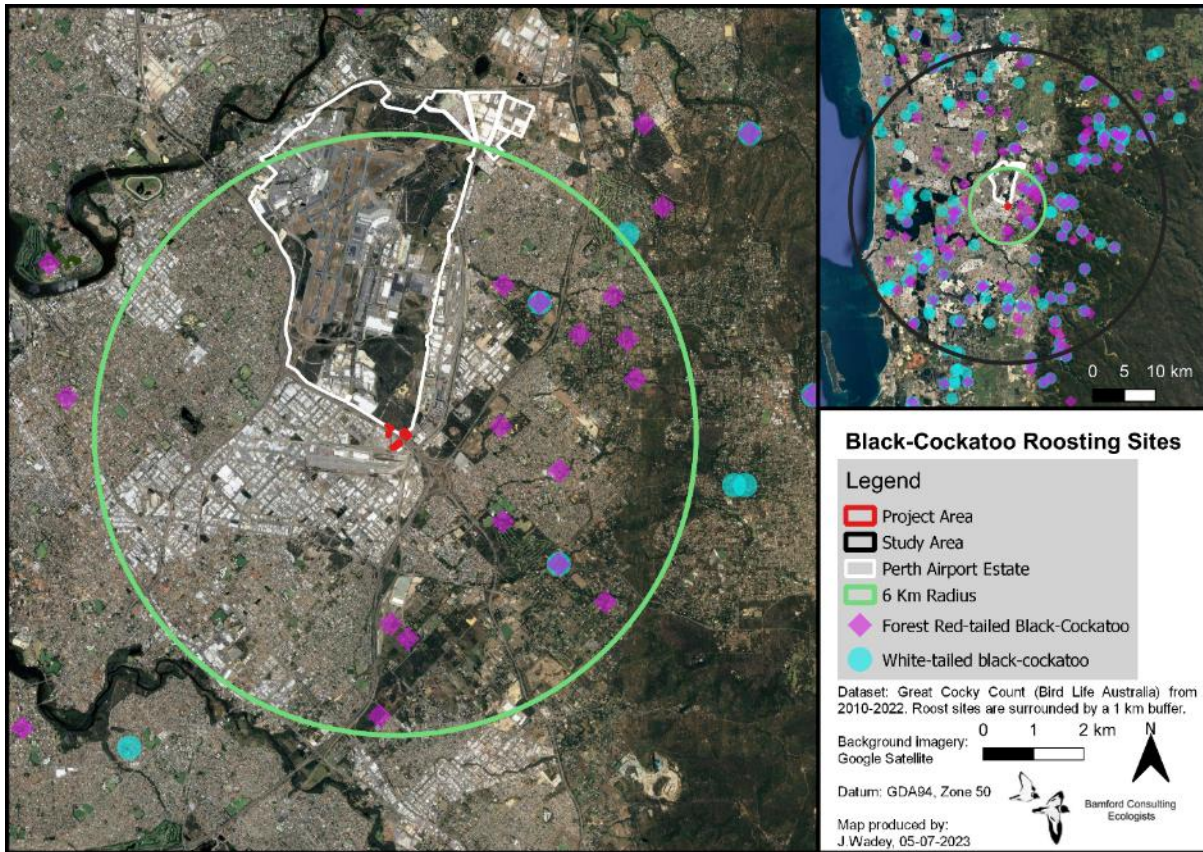 0 5 10 km
Black-Cockatoo Roosting Sites
Legend
Project Area
Study Area
Perth Airport Estate
6 Km Radius
Forest Red-tailed Black-Cockatoo
White-tailed black-cockatoo
Dataset: Great Cocky Count (Bird Life Australia) from
2010-2022. Roost sites are surrounded by a 1 km buffer.
0 1 2 km
N
Background imagery:
Google Satellite
Datum: GDA94, Zone 50
Bamford Consulting
Ecologists
Map produced by:
J.Wadey, 05-07-2023